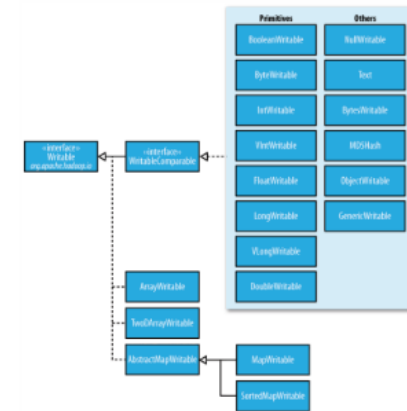 Primitives
Others
BooleanWritable
NullWritable
ByteWritable
Text
IntWritable
BytesWritable
«interface»
Writable
org.apache.hadoop.io
«interface»
WritableComparable
VIntWritable
MD5Hash
FloatWritable
ObjectWritable
LongWritable
GenericWritable
VLongWritable
DoubleWritable
ArrayWritable
TwoDArrayWritable
AbstractMapWritable
MapWritable
SortedMapWritable